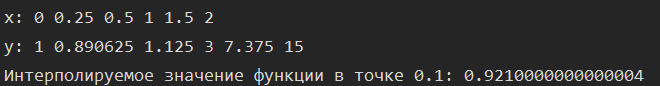 x: 0 0.25 0.5 1 1.5 2
y: 1 0.890625 1.125 3 7.375 15
Интерполируемое значение функции в точке 0.1: 0.9210000000000004